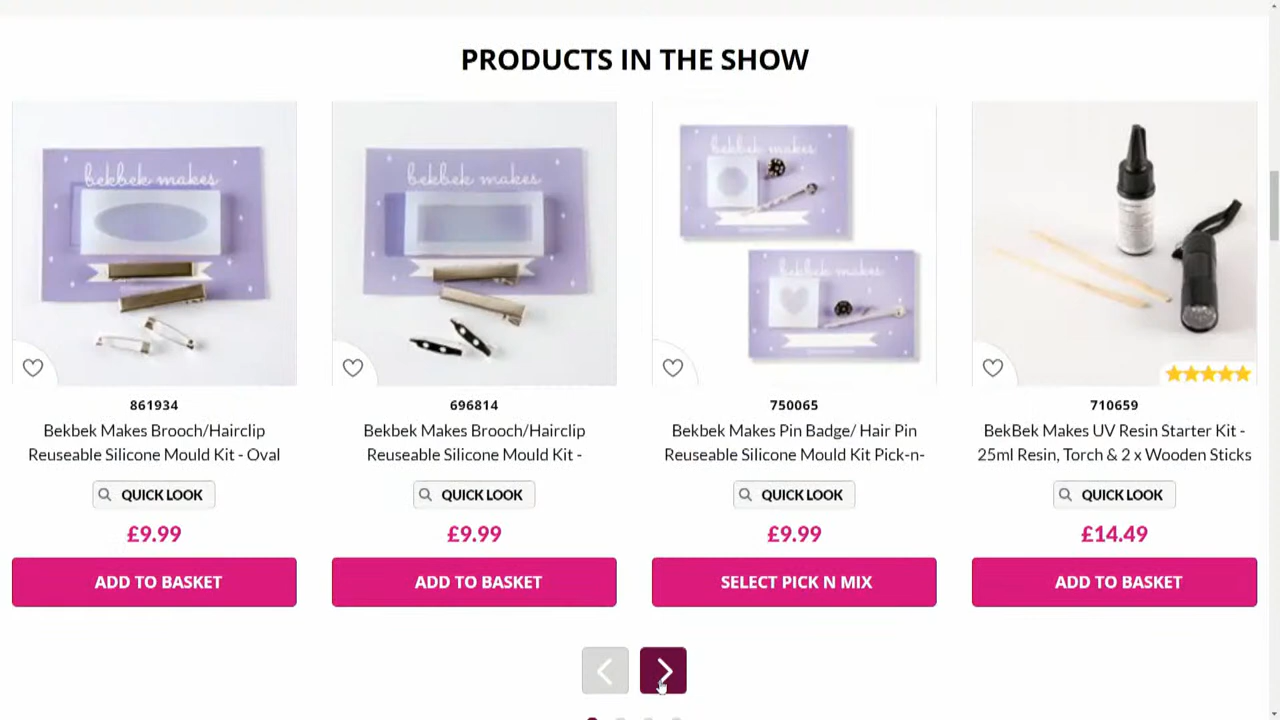 PRODUCTS IN THE SHOW
bekbek makes
bekbek makes
bekbek makes
bekbek makes
861934
696814
750065
710659
Bekbek Makes Brooch/Hairclip
Reuseable Silicone Mould Kit - Oval
Bekbek Makes Brooch/Hairclip
Reuseable Silicone Mould Kit -
Bekbek Makes Pin Badge/ Hair Pin
Reuseable Silicone Mould Kit Pick-n-
BekBek Makes UV Resin Starter Kit -
25ml Resin, Torch & 2 x Wooden Sticks
QUICK LOOK
QUICK LOOK
QUICK LOOK
QUICK LOOK
£9.99
£9.99
£9.99
£14.49
ADD TO BASKET
ADD TO BASKET
SELECT PICK N MIX
ADD TO BASKET